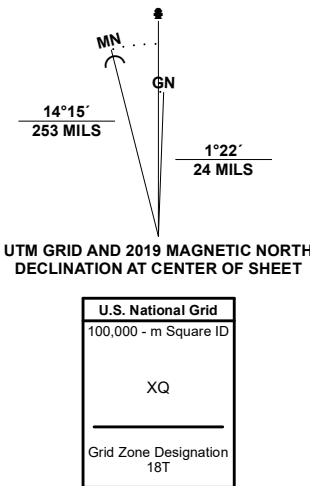 MN
GN
14°15´
253 MILS
1°22´
24 MILS
UTM GRID AND 2019 MAGNETIC NORTH
DECLINATION AT CENTER OF SHEET
U.S. National Grid
100,000 - m Square ID
XQ
Grid Zone Designation
18T